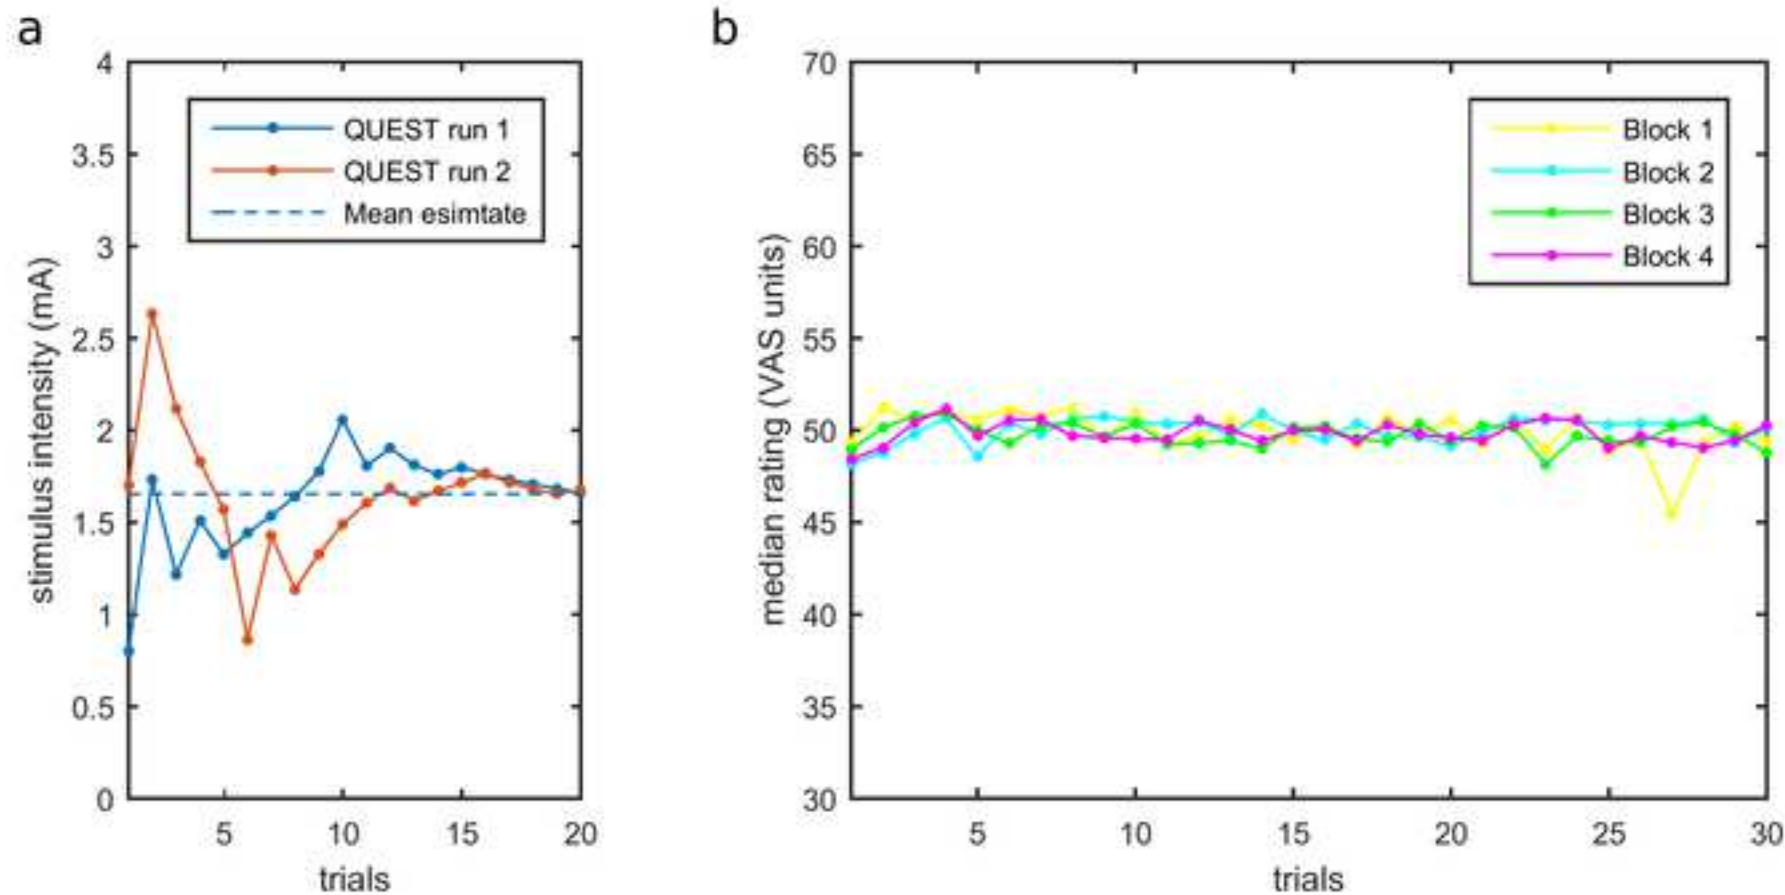 a
4
3.5
3
2.5
2
1.5
1
0.5
0
stimulus intensity (mA)
QUEST run 1
QUEST run 2
Mean esimtate
5 10 15 20
trials
b
70
65
60
55
50
45
40
35
30
median rating (VAS units)
Block 1
Block 2
Block 3
Block 4
5 10 15 20 25 30
trials